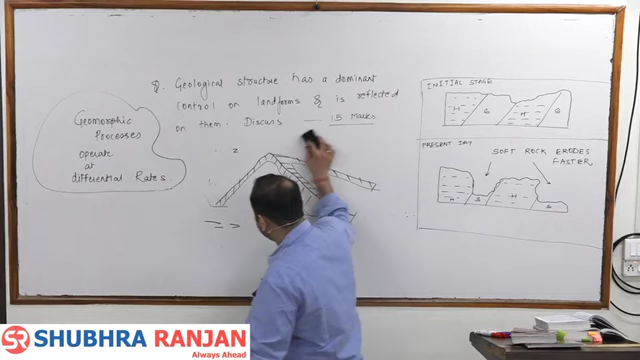 Q. Geological structure has a dominant
control on landforms & is reflected
on them. Discuss — 15 Marks
Geomorphic
Processes
operate
at
differential Rates.
INITIAL STAGE
H
S
H
S
PRESENT DAY
SOFT ROCK ERODES
FASTER
H
S
H
S
SR SHUBHRA RANJAN
Always Ahead